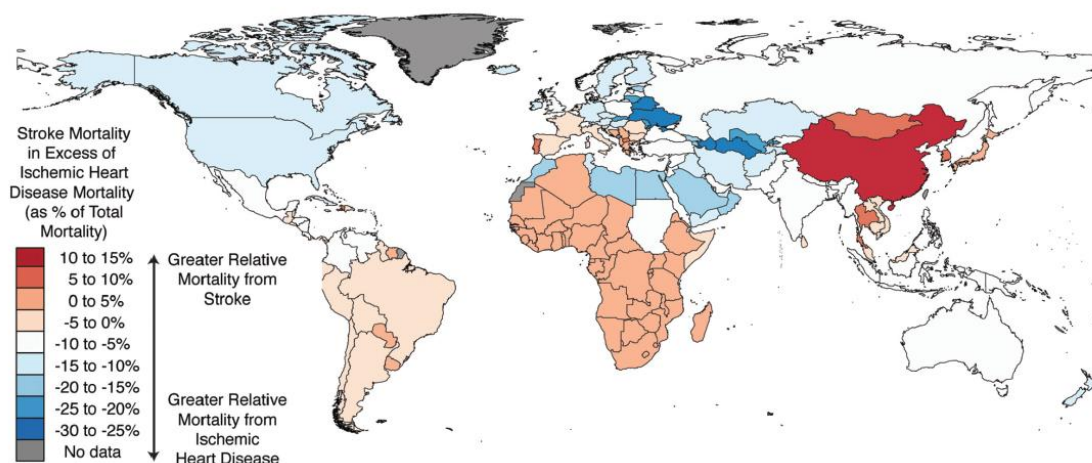 Stroke Mortality
in Excess of
Ischemic Heart
Disease Mortality
(as % of Total
Mortality)
10 to 15%
5 to 10%
0 to 5%
-5 to 0%
-10 to -5%
-15 to -10%
-20 to -15%
-25 to -20%
-30 to -25%
No data
Greater Relative
Mortality from
Stroke
Greater Relative
Mortality from
Ischemic
Heart Disease